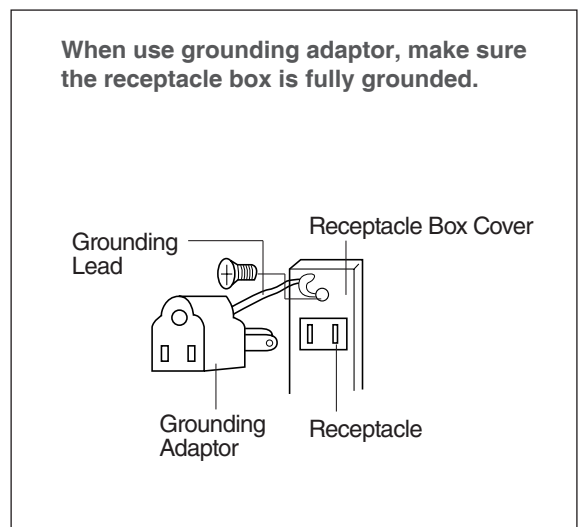 When use grounding adaptor, make sure
the receptacle box is fully grounded.
Receptacle Box Cover
Grounding
Lead
Grounding
Adaptor
Receptacle